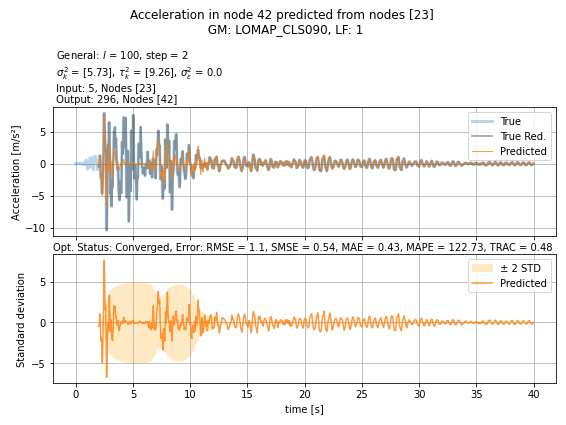 Acceleration in node 42 predicted from nodes [23]
GM: LOMAP_CLS090, LF: 1
General: l = 100, step = 2
σ²ₖ = [5.73], τ²ₖ = [9.26], σ²ε = 0.0
Input: 5, Nodes [23]
Output: 296, Nodes [42]
True
True Red.
Predicted
Acceleration [m/s²]
5
0
−5
−10
Opt. Status: Converged, Error: RMSE = 1.1, SMSE = 0.54, MAE = 0.43, MAPE = 122.73, TRAC = 0.48
± 2 STD
Predicted
Standard deviation
5
0
−5
0 5 10 15 20 25 30 35 40
time [s]